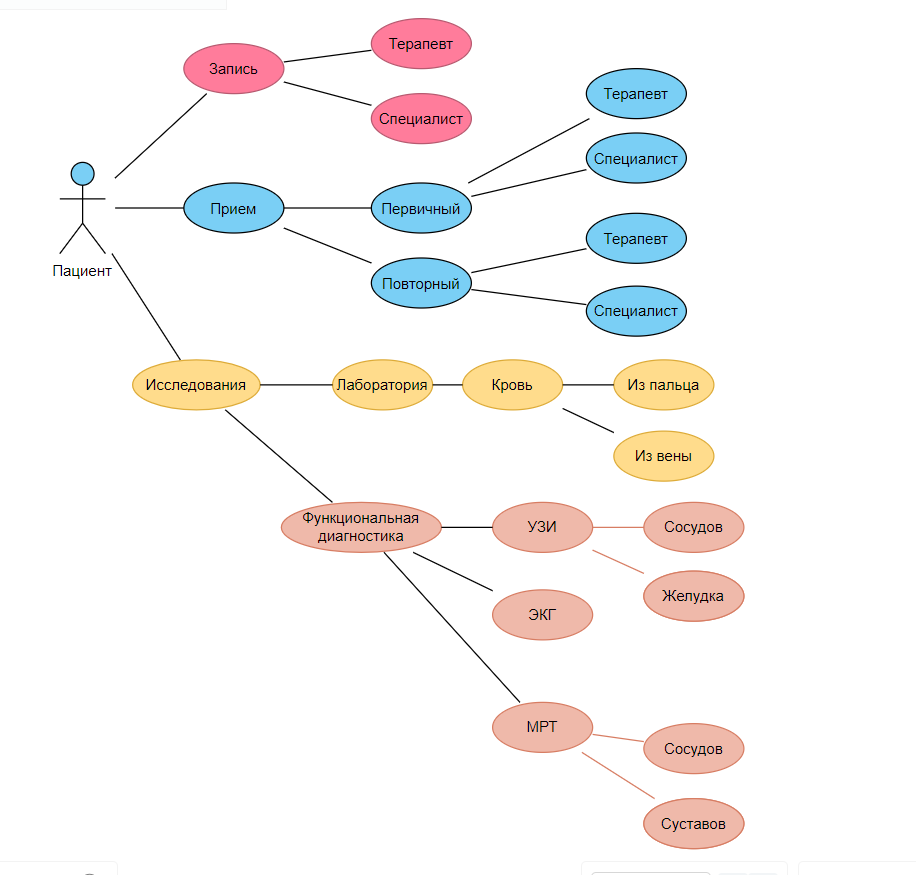 Терапевт
Запись
Специалист
Терапевт
Специалист
Пациент
Прием
Первичный
Повторный
Терапевт
Специалист
Исследования
Лаборатория
Кровь
Из пальца
Из вены
Функциональная
диагностика
УЗИ
Сосудов
Желудка
ЭКГ
МРТ
Сосудов
Суставов